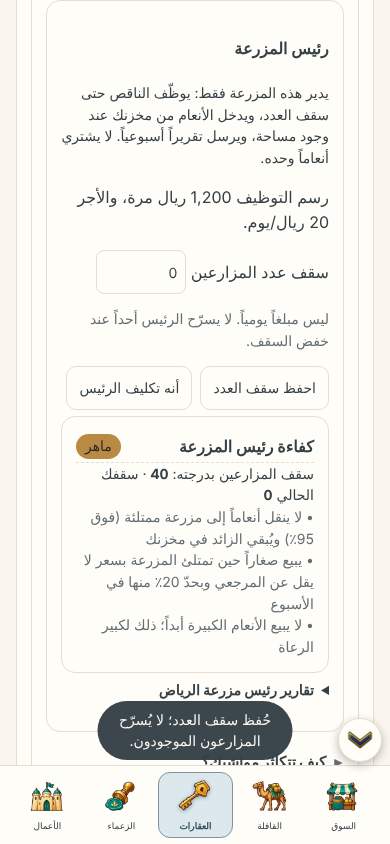 رئيس المزرعة
يدير هذه المزرعة فقط: يوظّف الناقص حتى
سقف العدد، ويدخل الأنعام من مخزنك عند
وجود مساحة، ويرسل تقريراً أسبوعياً. لا يشتري
أنعاماً وحده.
رسم التوظيف 1,200 ريال مرة، والأجر
20 ريال/يوم.
سقف عدد المزارعين 0
ليس مبلغاً يومياً. لا يسرّح الرئيس أحداً عند
خفض السقف.
احفظ سقف العدد
أنه تكليف الرئيس
كفاءة رئيس المزرعة
ماهر
سقف المزارعين بدرجته: 40 · سقفك
الحالي 0
• لا ينقل أنعاماً إلى مزرعة ممتلئة (فوق
95٪) ويُبقي الزائد في مخزنك
• يبيع صغاراً حين تمتلئ المزرعة بسعر لا
يقل عن المرجعي وبحدّ 20٪ منها في
الأسبوع
• لا يبيع الأنعام الكبيرة أبداً؛ ذلك لكبير
الرعاة
◀ تقارير رئيس مزرعة الرياض
حُفظ سقف العدد؛ لا يُسرّح
المزارعون الموجودون.
السوق
القافلة
العقارات
الزعماء
الأعمال